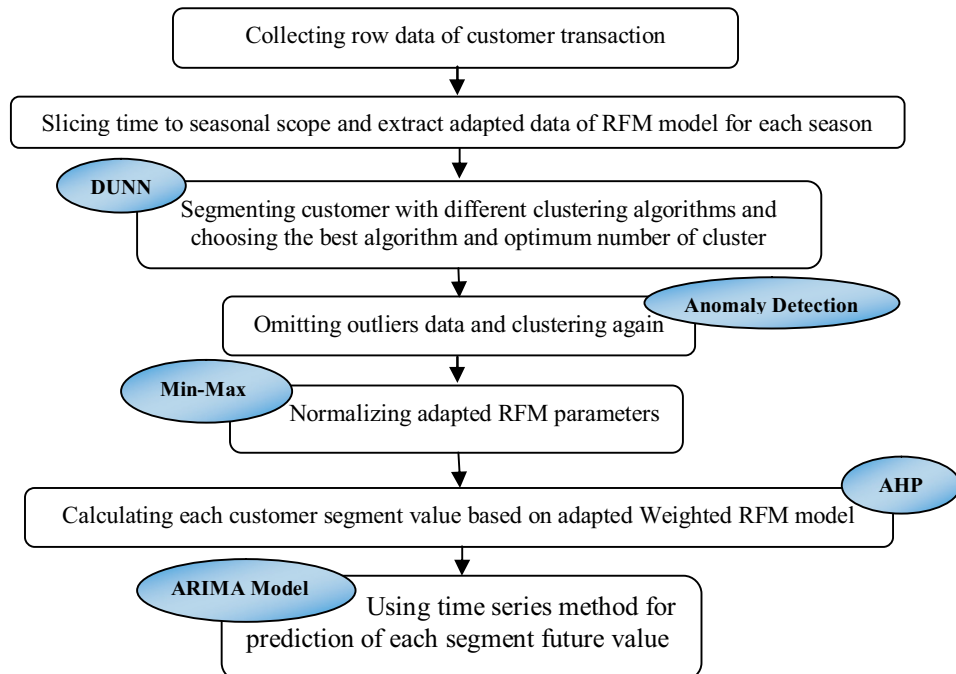 Collecting row data of customer transaction
Slicing time to seasonal scope and extract adapted data of RFM model for each season
DUNN
Segmenting customer with different clustering algorithms and
choosing the best algorithm and optimum number of cluster
Anomaly Detection
Omitting outliers data and clustering again
Min-Max
Normalizing adapted RFM parameters
AHP
Calculating each customer segment value based on adapted Weighted RFM model
ARIMA Model
Using time series method for
prediction of each segment future value